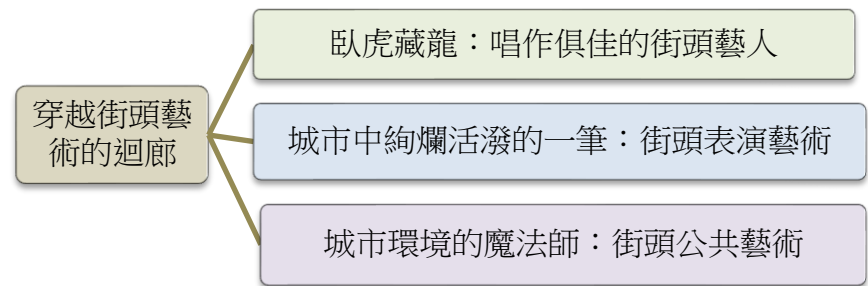 穿越街頭藝
術的迴廊
臥虎藏龍：唱作俱佳的街頭藝人
城市中絢爛活潑的一筆：街頭表演藝術
城市環境的魔法師：街頭公共藝術